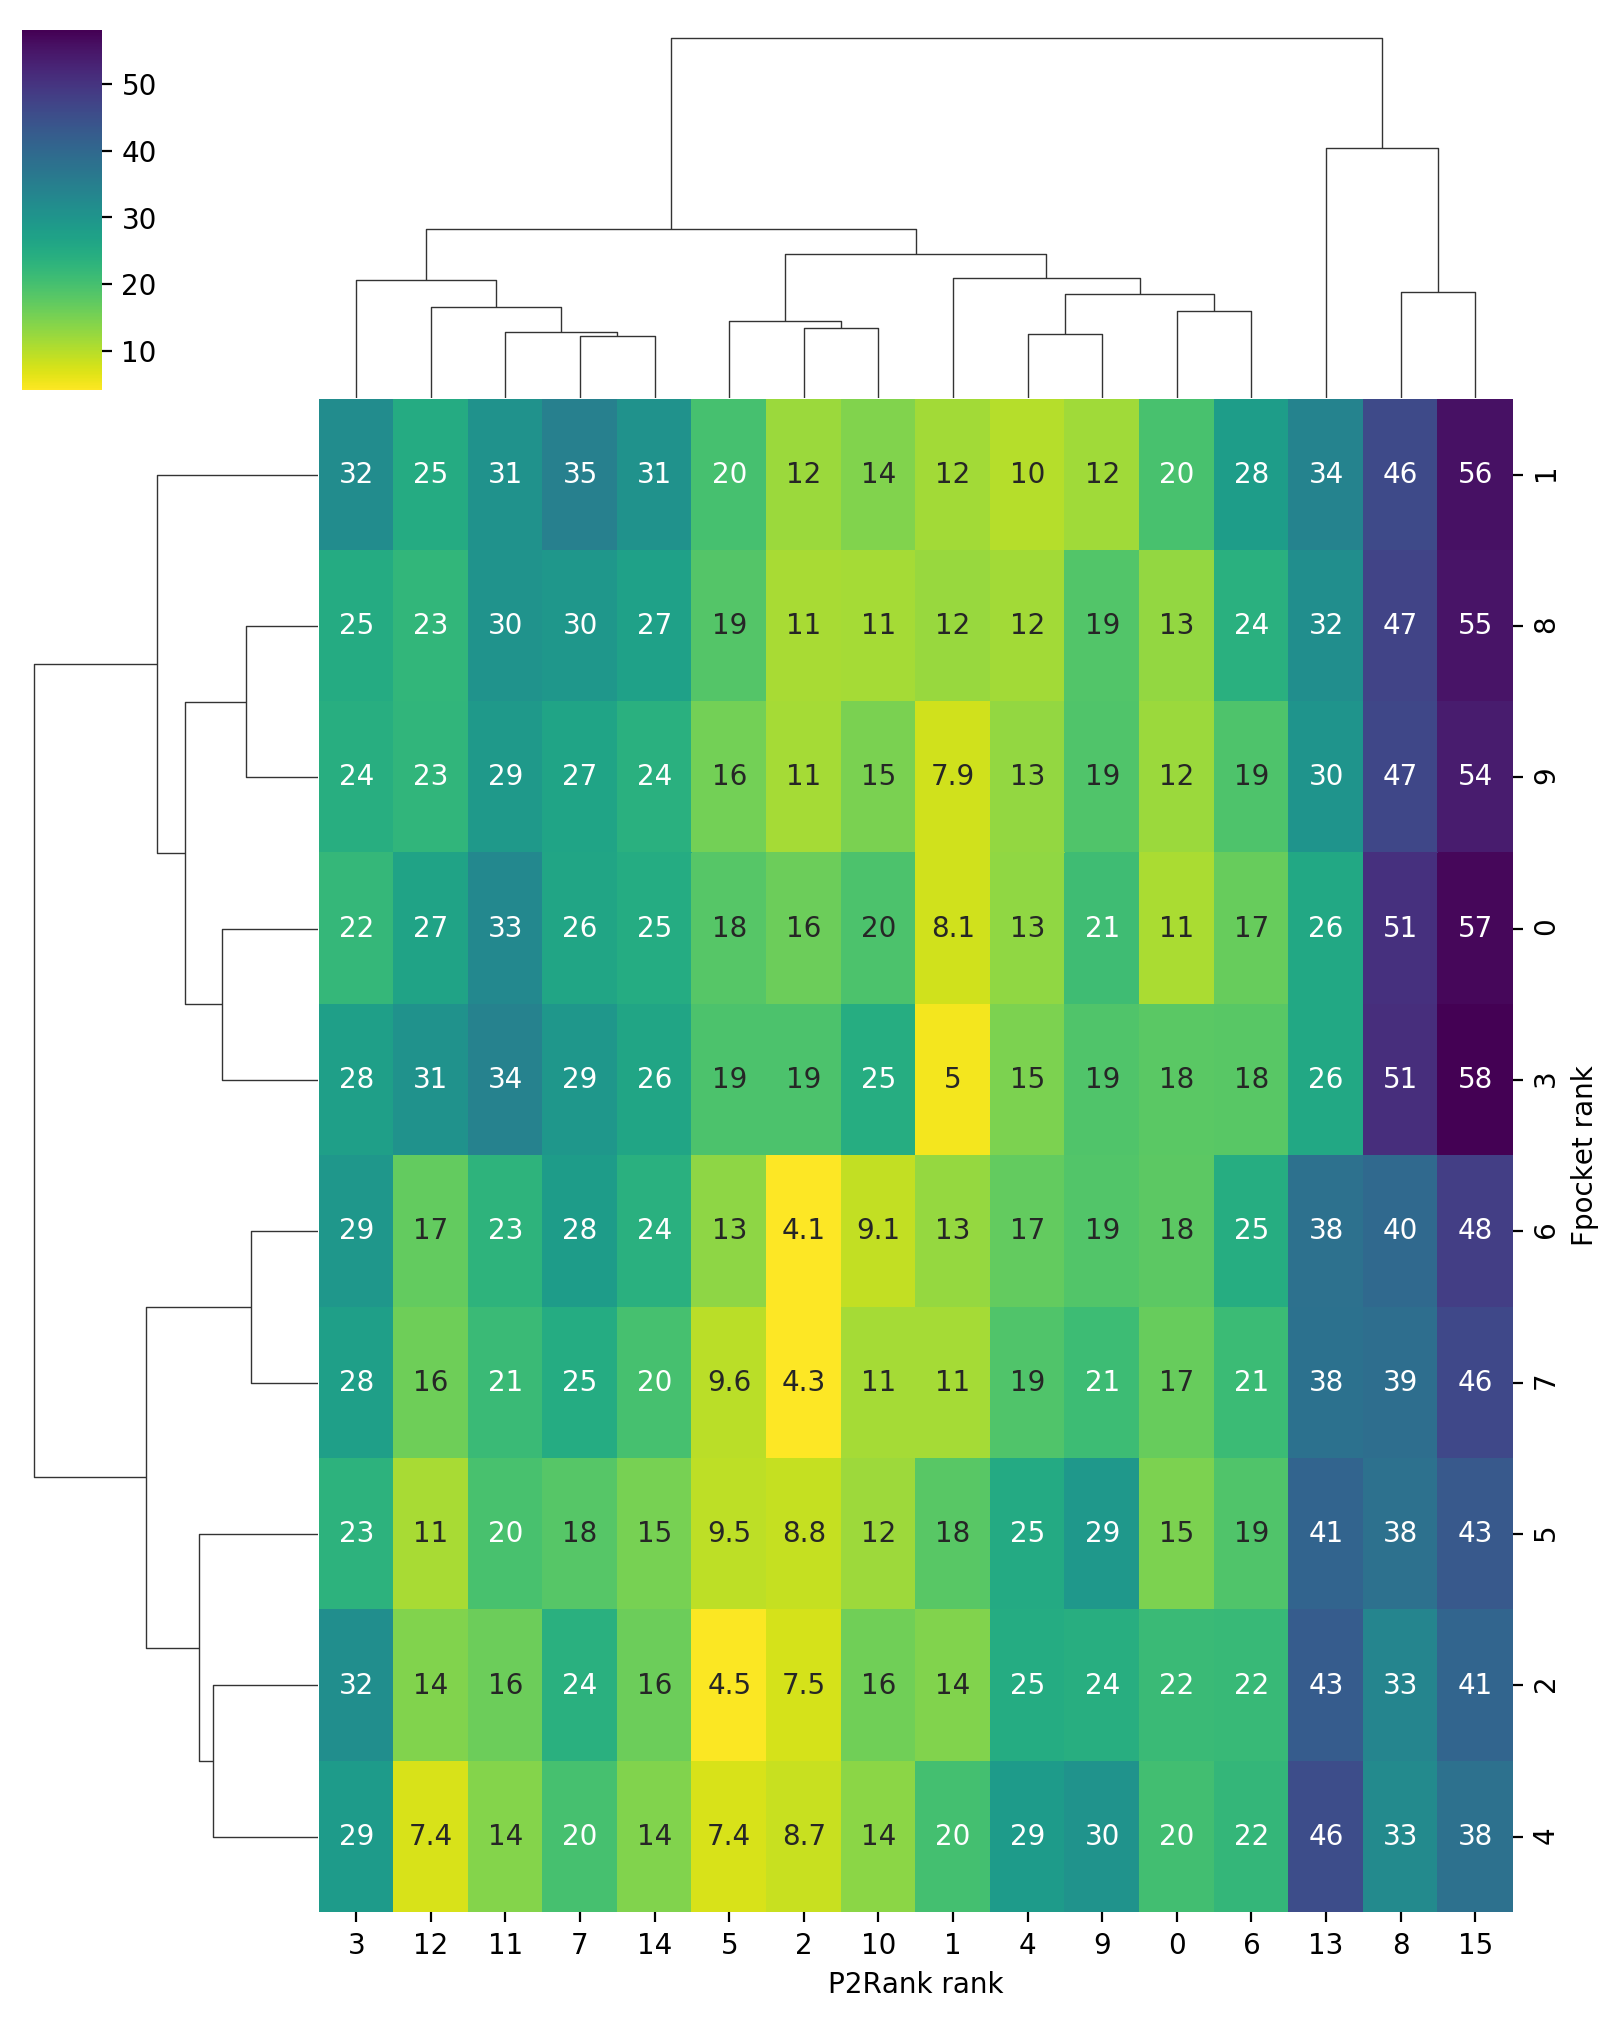 50
40
30
20
10
32 25 31 35 31 20 12 14 12 10 12 20 28 34 46 56 1
25 23 30 30 27 19 11 11 12 12 19 13 24 32 47 55 8
24 23 29 27 24 16 11 15 7.9 13 19 12 19 30 47 54 9
22 27 33 26 25 18 16 20 8.1 13 21 11 17 26 51 57 0
28 31 34 29 26 19 19 25 5 15 19 18 18 26 51 58 3
29 17 23 28 24 13 4.1 9.1 13 17 19 18 25 38 40 48 6
28 16 21 25 20 9.6 4.3 11 11 19 21 17 21 38 39 46 7
23 11 20 18 15 9.5 8.8 12 18 25 29 15 19 41 38 43 5
32 14 16 24 16 4.5 7.5 16 14 25 24 22 22 43 33 41 2
29 7.4 14 20 14 7.4 8.7 14 20 29 30 20 22 46 33 38 4
Fpocket rank
3 12 11 7 14 5 2 10 1 4 9 0 6 13 8 15
P2Rank rank